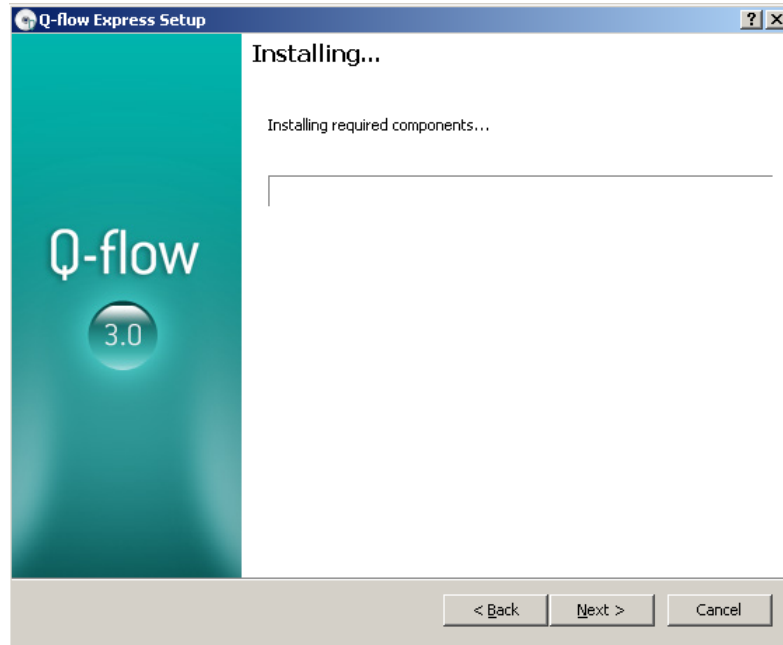 Q-flow Express Setup
Installing...
Installing required components...
Q-flow
3.0
< Back
Next >
Cancel